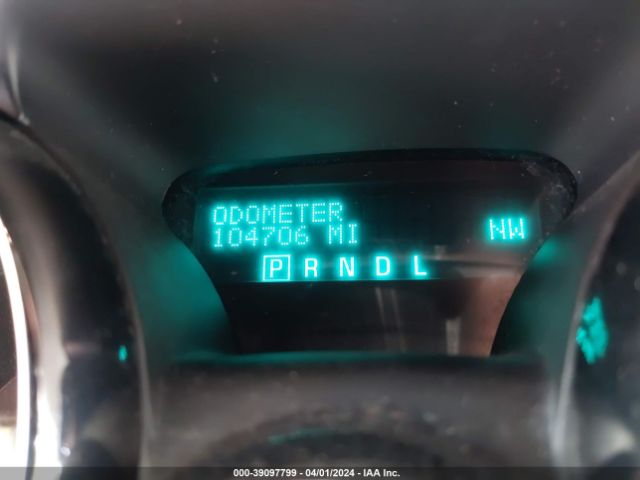 ODOMETER
104706 MI
NW
P R N D L
000-39097799 - 04/01/2024 - IAA Inc.